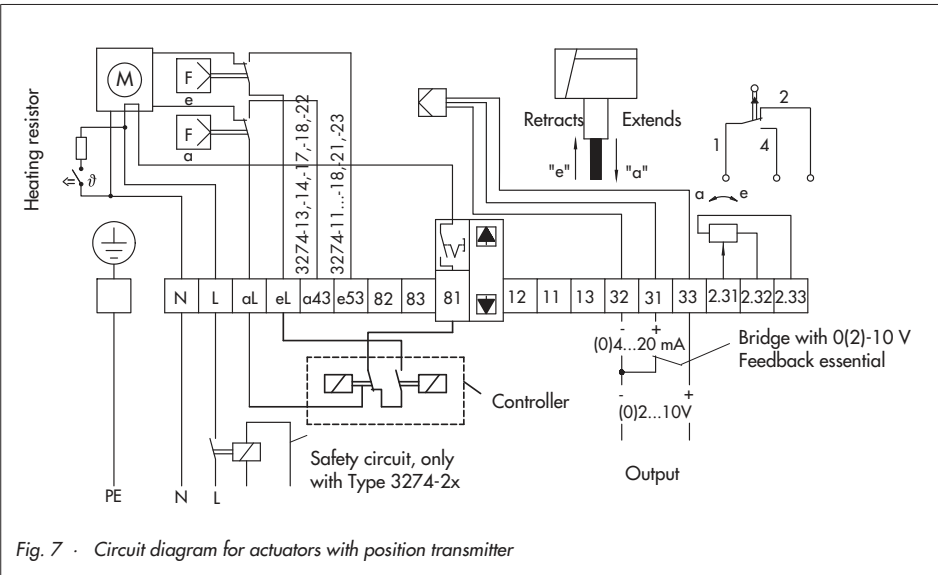 Heating resistor
M
F
e
F
a
ϑ
3274-13,-14,-17,-18,-22
3274-11...-18,-21,-23
Retracts
Extends
"e"
"a"
2
1
4
a
e
N
L
aL
eL
a43
e53
82
83
81
12
11
13
32
31
33
2.31
2.32
2.33
- +
(0)4...20 mA
Bridge with 0(2)-10 V
Feedback essential
- +
(0)2...10V
Output
Controller
Safety circuit, only
with Type 3274-2x
PE
N
L
Fig. 7 · Circuit diagram for actuators with position transmitter